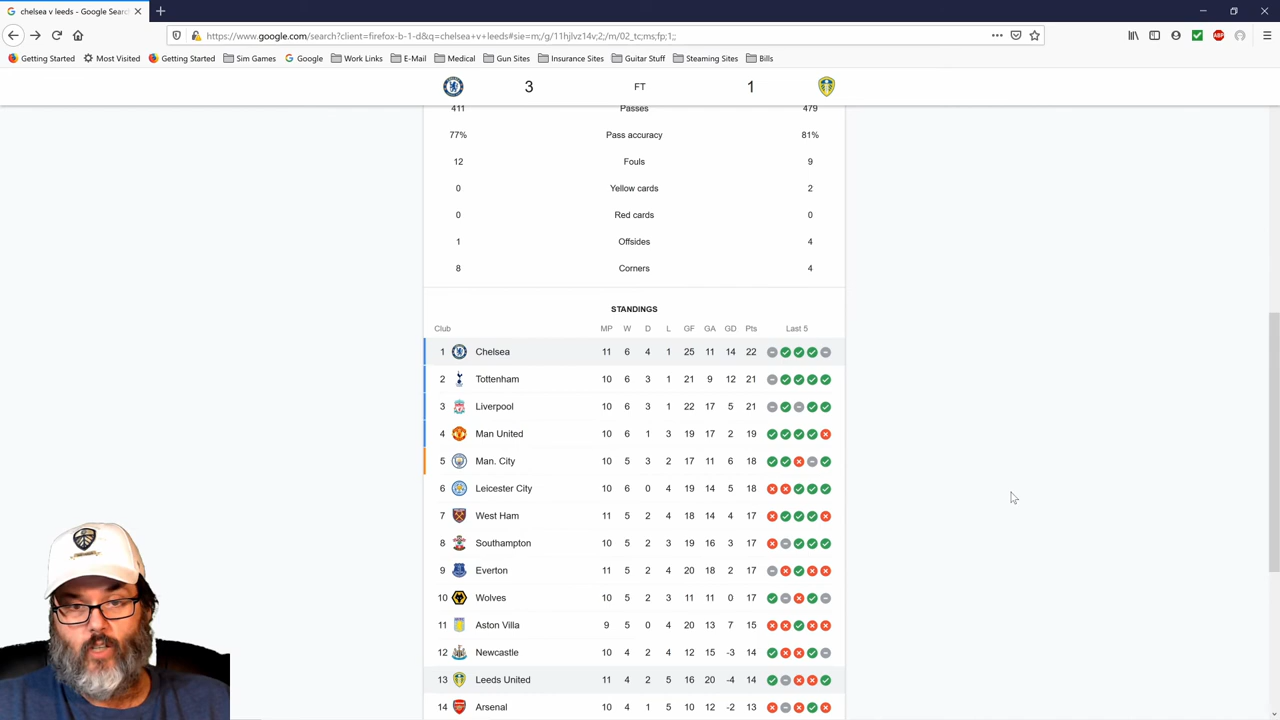 chelsea v leeds - Google Searc
https://www.google.com/search?client=firefox-b-1-d&q=chelsea+v+leeds#sie=m;/g/11hjlvz14v;2;/m/02_tc;ms;fp;1;;
Getting Started Most Visited Getting Started Sim Games Google Work Links E-Mail Medical Gun Sites Insurance Sites Guitar Stuff Steaming Sites Bills
3 FT 1
411 Passes 479
77% Pass accuracy 81%
12 Fouls 9
0 Yellow cards 2
0 Red cards 0
1 Offsides 4
8 Corners 4
STANDINGS
Club MP W D L GF GA GD Pts Last 5
1 Chelsea 11 6 4 1 25 11 14 22
2 Tottenham 10 6 3 1 21 9 12 21
3 Liverpool 10 6 3 1 22 17 5 21
4 Man United 10 6 1 3 19 17 2 19
5 Man. City 10 5 3 2 17 11 6 18
6 Leicester City 10 6 0 4 19 14 5 18
7 West Ham 11 5 2 4 18 14 4 17
8 Southampton 10 5 2 3 19 16 3 17
9 Everton 11 5 2 4 20 18 2 17
10 Wolves 10 5 2 3 11 11 0 17
11 Aston Villa 9 5 0 4 20 13 7 15
12 Newcastle 10 4 2 4 12 15 -3 14
13 Leeds United 11 4 2 5 16 20 -4 14
14 Arsenal 10 4 1 5 10 12 -2 13